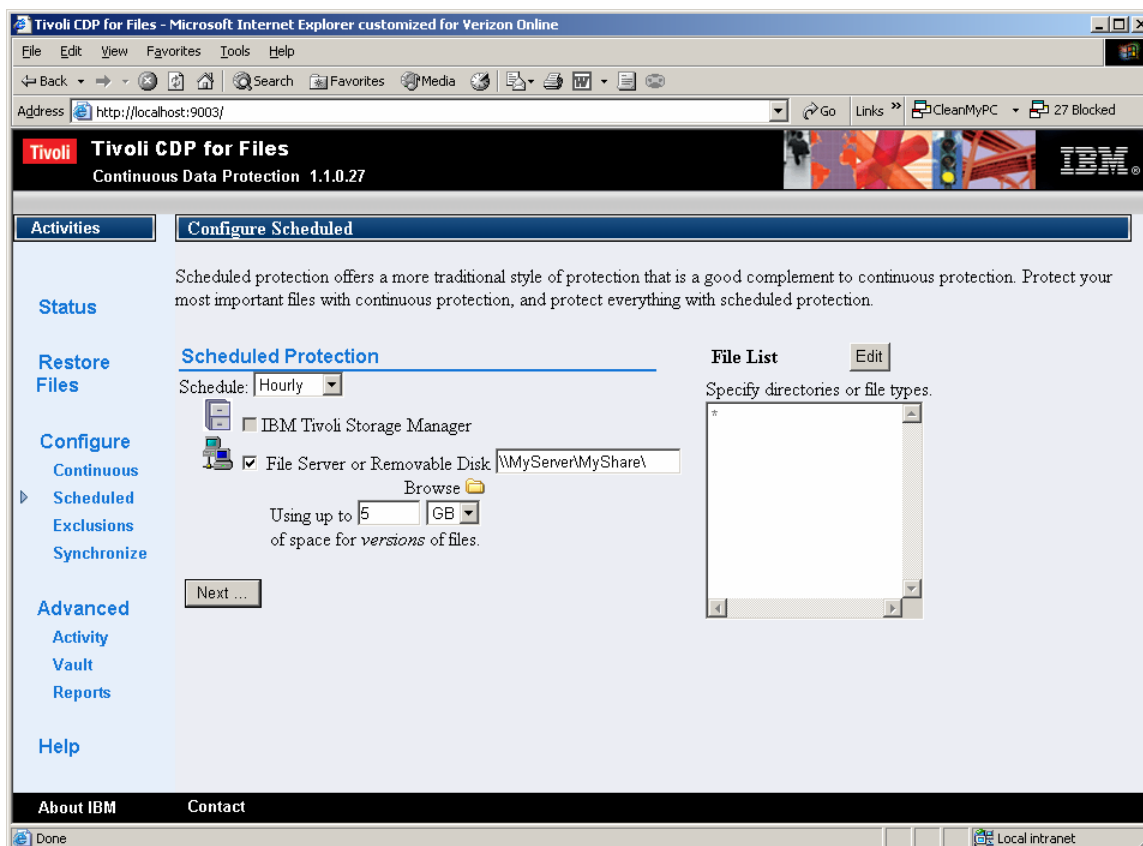 Tivoli CDP for Files - Microsoft Internet Explorer customized for Verizon Online
File Edit View Favorites Tools Help
Back Search Favorites Media
Address http://localhost:9003/ Go Links » CleanMyPC 27 Blocked
Tivoli Tivoli CDP for Files
Continuous Data Protection 1.1.0.27
IBM®
Activities
Configure Scheduled
Scheduled protection offers a more traditional style of protection that is a good complement to continuous protection. Protect your
most important files with continuous protection, and protect everything with scheduled protection.
Status
Restore
Files
Configure
Continuous
Scheduled
Exclusions
Synchronize
Advanced
Activity
Vault
Reports
Help
Scheduled Protection
Schedule: Hourly
IBM Tivoli Storage Manager
File Server or Removable Disk \\MyServer\MyShare\
Browse
Using up to 5 GB
of space for versions of files.
Next ...
File List Edit
Specify directories or file types.
*
About IBM Contact
Done Local intranet